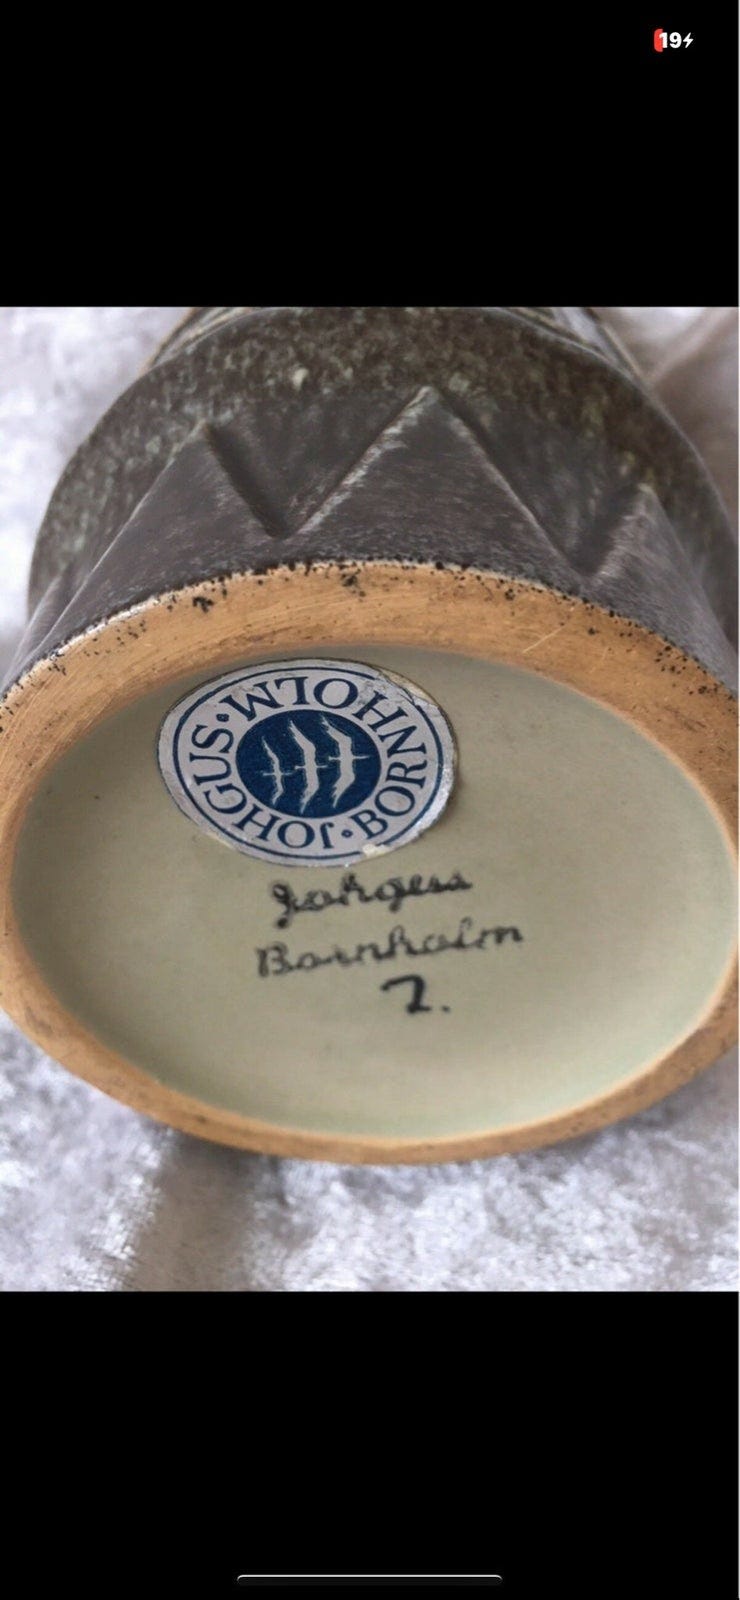 19
JOHGUS · BORNHOLM ·
Johgus
Bornholm
7.